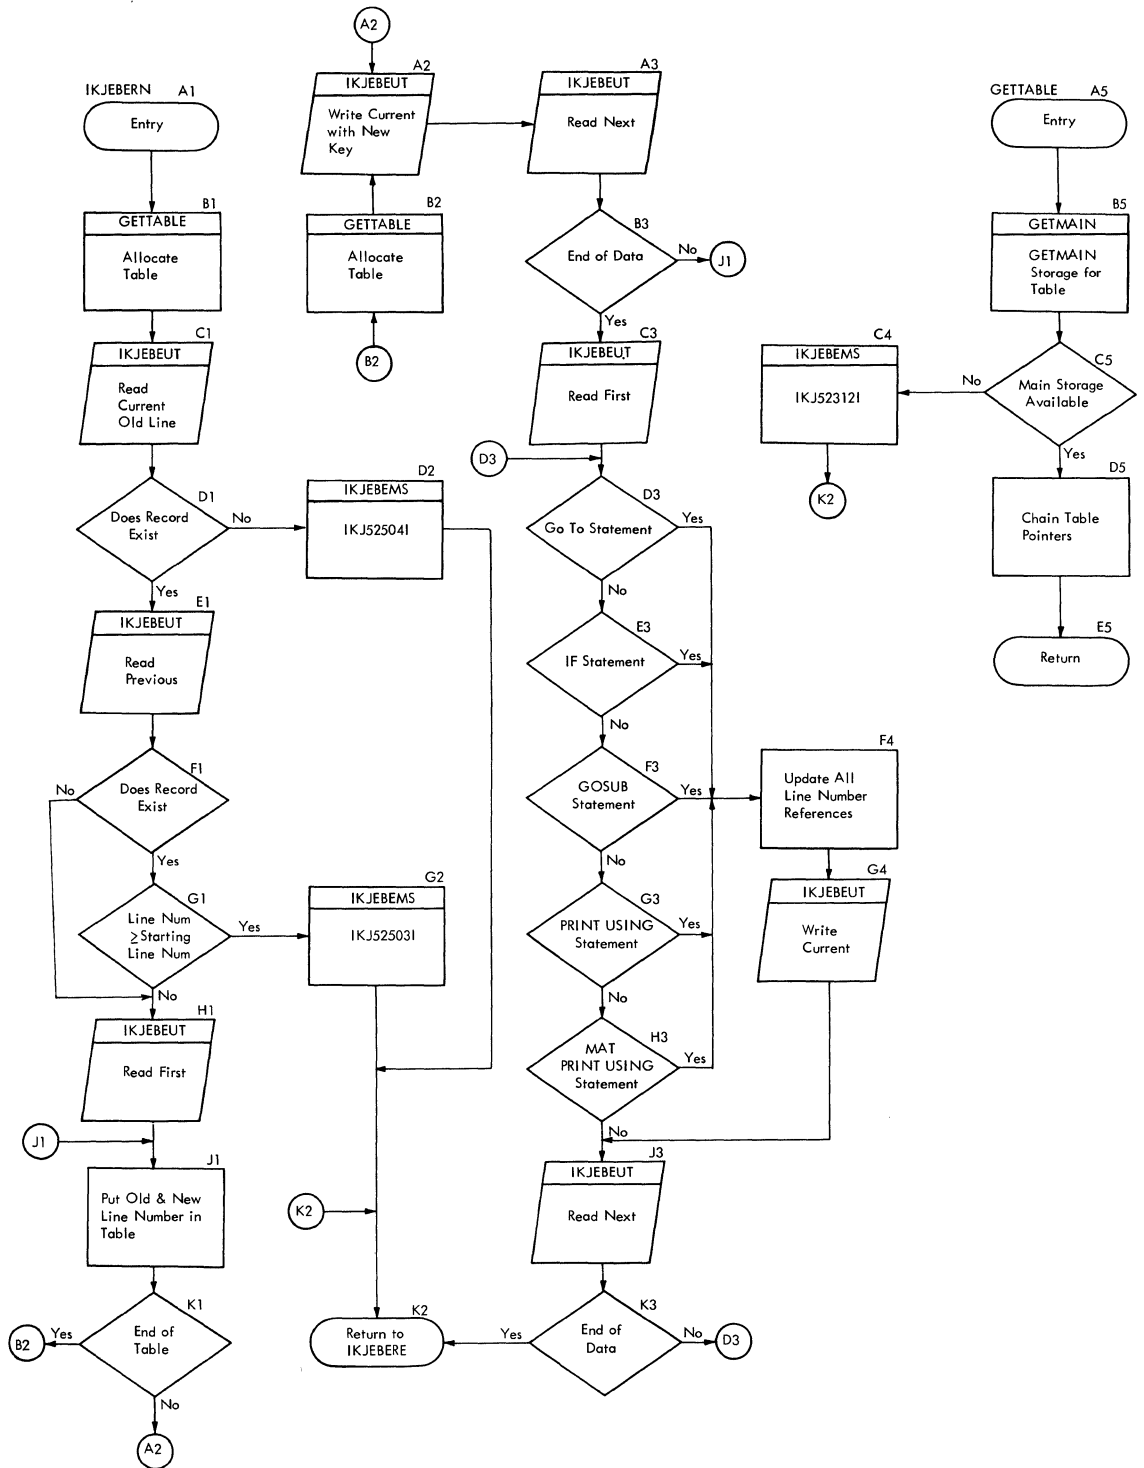 IKJEBERN A1
Entry
B1
GETTABLE
Allocate
Table
C1
IKJEBEUT
Read
Current
Old Line
D1
Does Record
Exist
No
Yes
E1
IKJEBEUT
Read
Previous
F1
Does Record
Exist
No
Yes
G1
Line Num
≥Starting
Line Num
Yes
No
H1
IKJEBEUT
Read First
J1
J1
Put Old & New
Line Number in
Table
K1
End of
Table
Yes
B2
No
A2
A2
A2
IKJEBEUT
Write Current
with New
Key
B2
GETTABLE
Allocate
Table
B2
D2
IKJEBEMS
IKJ52504I
G2
IKJEBEMS
IKJ52503I
K2
K2
Return to
IKJEBERE
A3
IKJEBEUT
Read Next
B3
End of Data
No
J1
Yes
C3
IKJEBEUT
Read First
D3
D3
Go To Statement
Yes
No
E3
IF Statement
Yes
No
F3
GOSUB
Statement
Yes
No
G3
PRINT USING
Statement
Yes
No
H3
MAT
PRINT USING
Statement
Yes
No
J3
IKJEBEUT
Read Next
K3
End of
Data
Yes
No
D3
C4
IKJEBEMS
IKJ52312I
K2
F4
Update All
Line Number
References
G4
IKJEBEUT
Write
Current
GETTABLE A5
Entry
B5
GETMAIN
GETMAIN
Storage for
Table
C5
Main Storage
Available
No
Yes
D5
Chain Table
Pointers
E5
Return